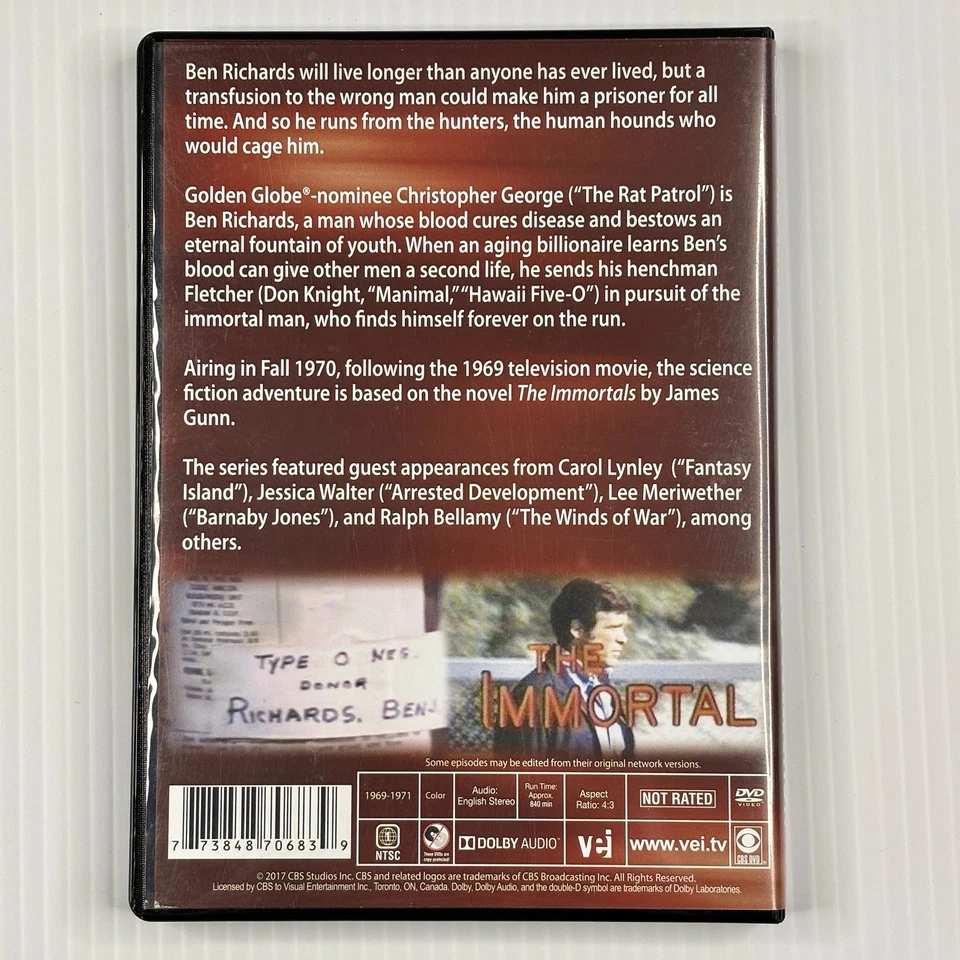 Ben Richards will live longer than anyone has ever lived, but a
transfusion to the wrong man could make him a prisoner for all
time. And so he runs from the hunters, the human hounds who
would cage him.
Golden Globe®-nominee Christopher George (“The Rat Patrol”) is
Ben Richards, a man whose blood cures disease and bestows an
eternal fountain of youth. When an aging billionaire learns Ben’s
blood can give other men a second life, he sends his henchman
Fletcher (Don Knight, “Manimal,” “Hawaii Five-O”) in pursuit of the
immortal man, who finds himself forever on the run.
Airing in Fall 1970, following the 1969 television movie, the science
fiction adventure is based on the novel The Immortals by James
Gunn.
The series featured guest appearances from Carol Lynley (“Fantasy
Island”), Jessica Walter (“Arrested Development”), Lee Meriwether
(“Barnaby Jones”), and Ralph Bellamy (“The Winds of War”), among
others.
TYPE O NEG.
DONOR
RICHARDS, BEN
THE
IMMORTAL
Some episodes may be edited from their original network versions.
1969-1971
Color
Audio:
English Stereo
Run Time:
Approx.
840 min
Aspect
Ratio: 4:3
NOT RATED
DVD
VIDEO
NTSC
These DVDs are
copy-protected!
DOLBY AUDIO™
vei
www.vei.tv
CBS DVD
7 73848 70683 9
© 2017 CBS Studios Inc. CBS and related logos are trademarks of CBS Broadcasting Inc. All Rights Reserved.
Licensed by CBS to Visual Entertainment Inc., Toronto, ON, Canada. Dolby, Dolby Audio, and the double-D symbol are trademarks of Dolby Laboratories.